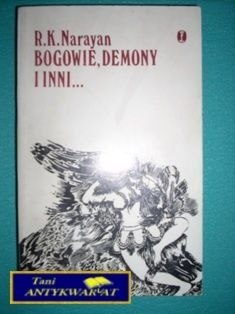 R.K.Narayan
BOGOWIE, DEMONY
I INNI...
Tani
ANTYKWARIAT